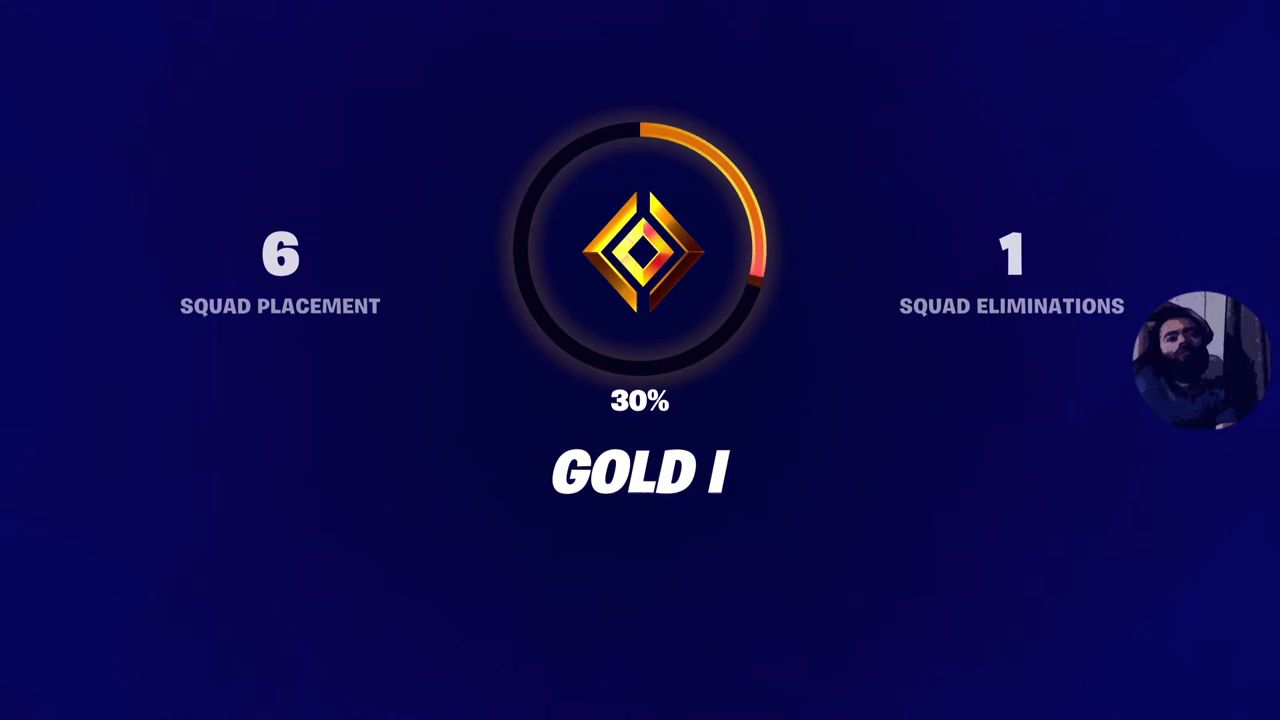 6
SQUAD PLACEMENT
1
SQUAD ELIMINATIONS
30%
GOLD I